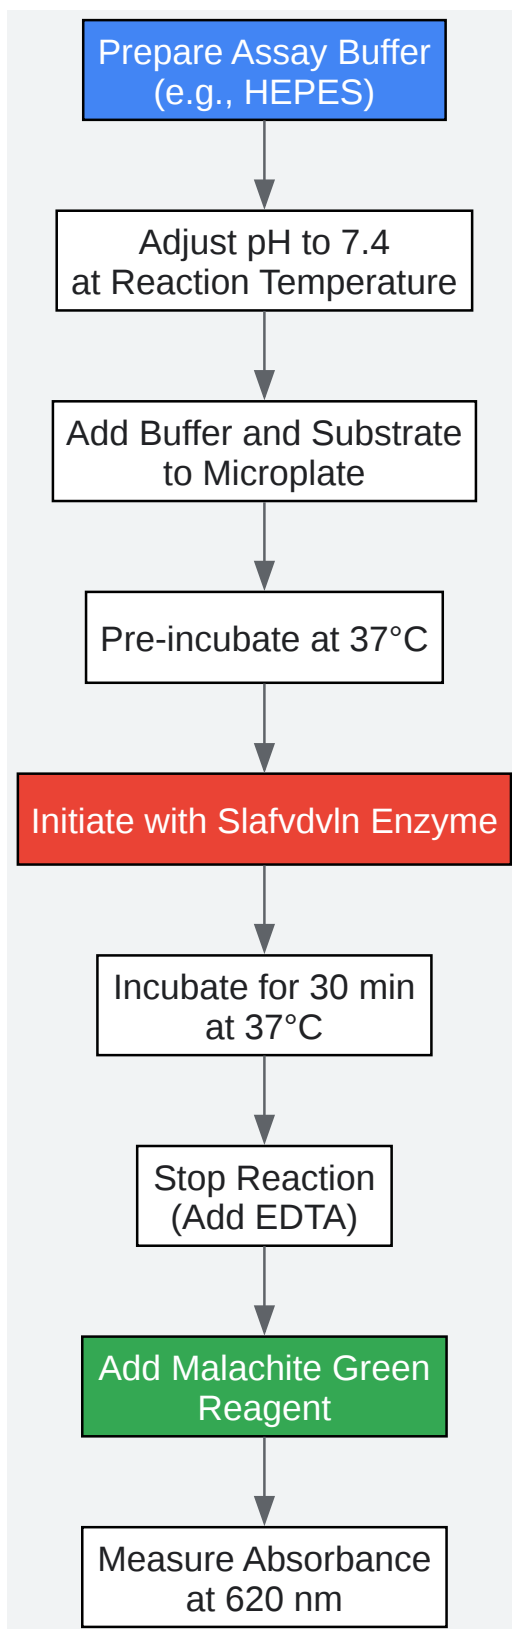 Prepare Assay Buffer
(e.g., HEPES)
Adjust pH to 7.4
at Reaction Temperature
Add Buffer and Substrate
to Microplate
Pre-incubate at 37°C
Initiate with Slafvdvln Enzyme
Incubate for 30 min
at 37°C
Stop Reaction
(Add EDTA)
Add Malachite Green
Reagent
Measure Absorbance
at 620 nm